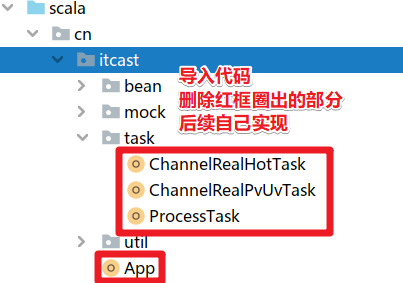 scala
cn
itcast
bean
mock
task
ChannelRealHotTask
ChannelRealPvUvTask
ProcessTask
util
App
导入代码
删除红框圈出的部分
后续自己实现